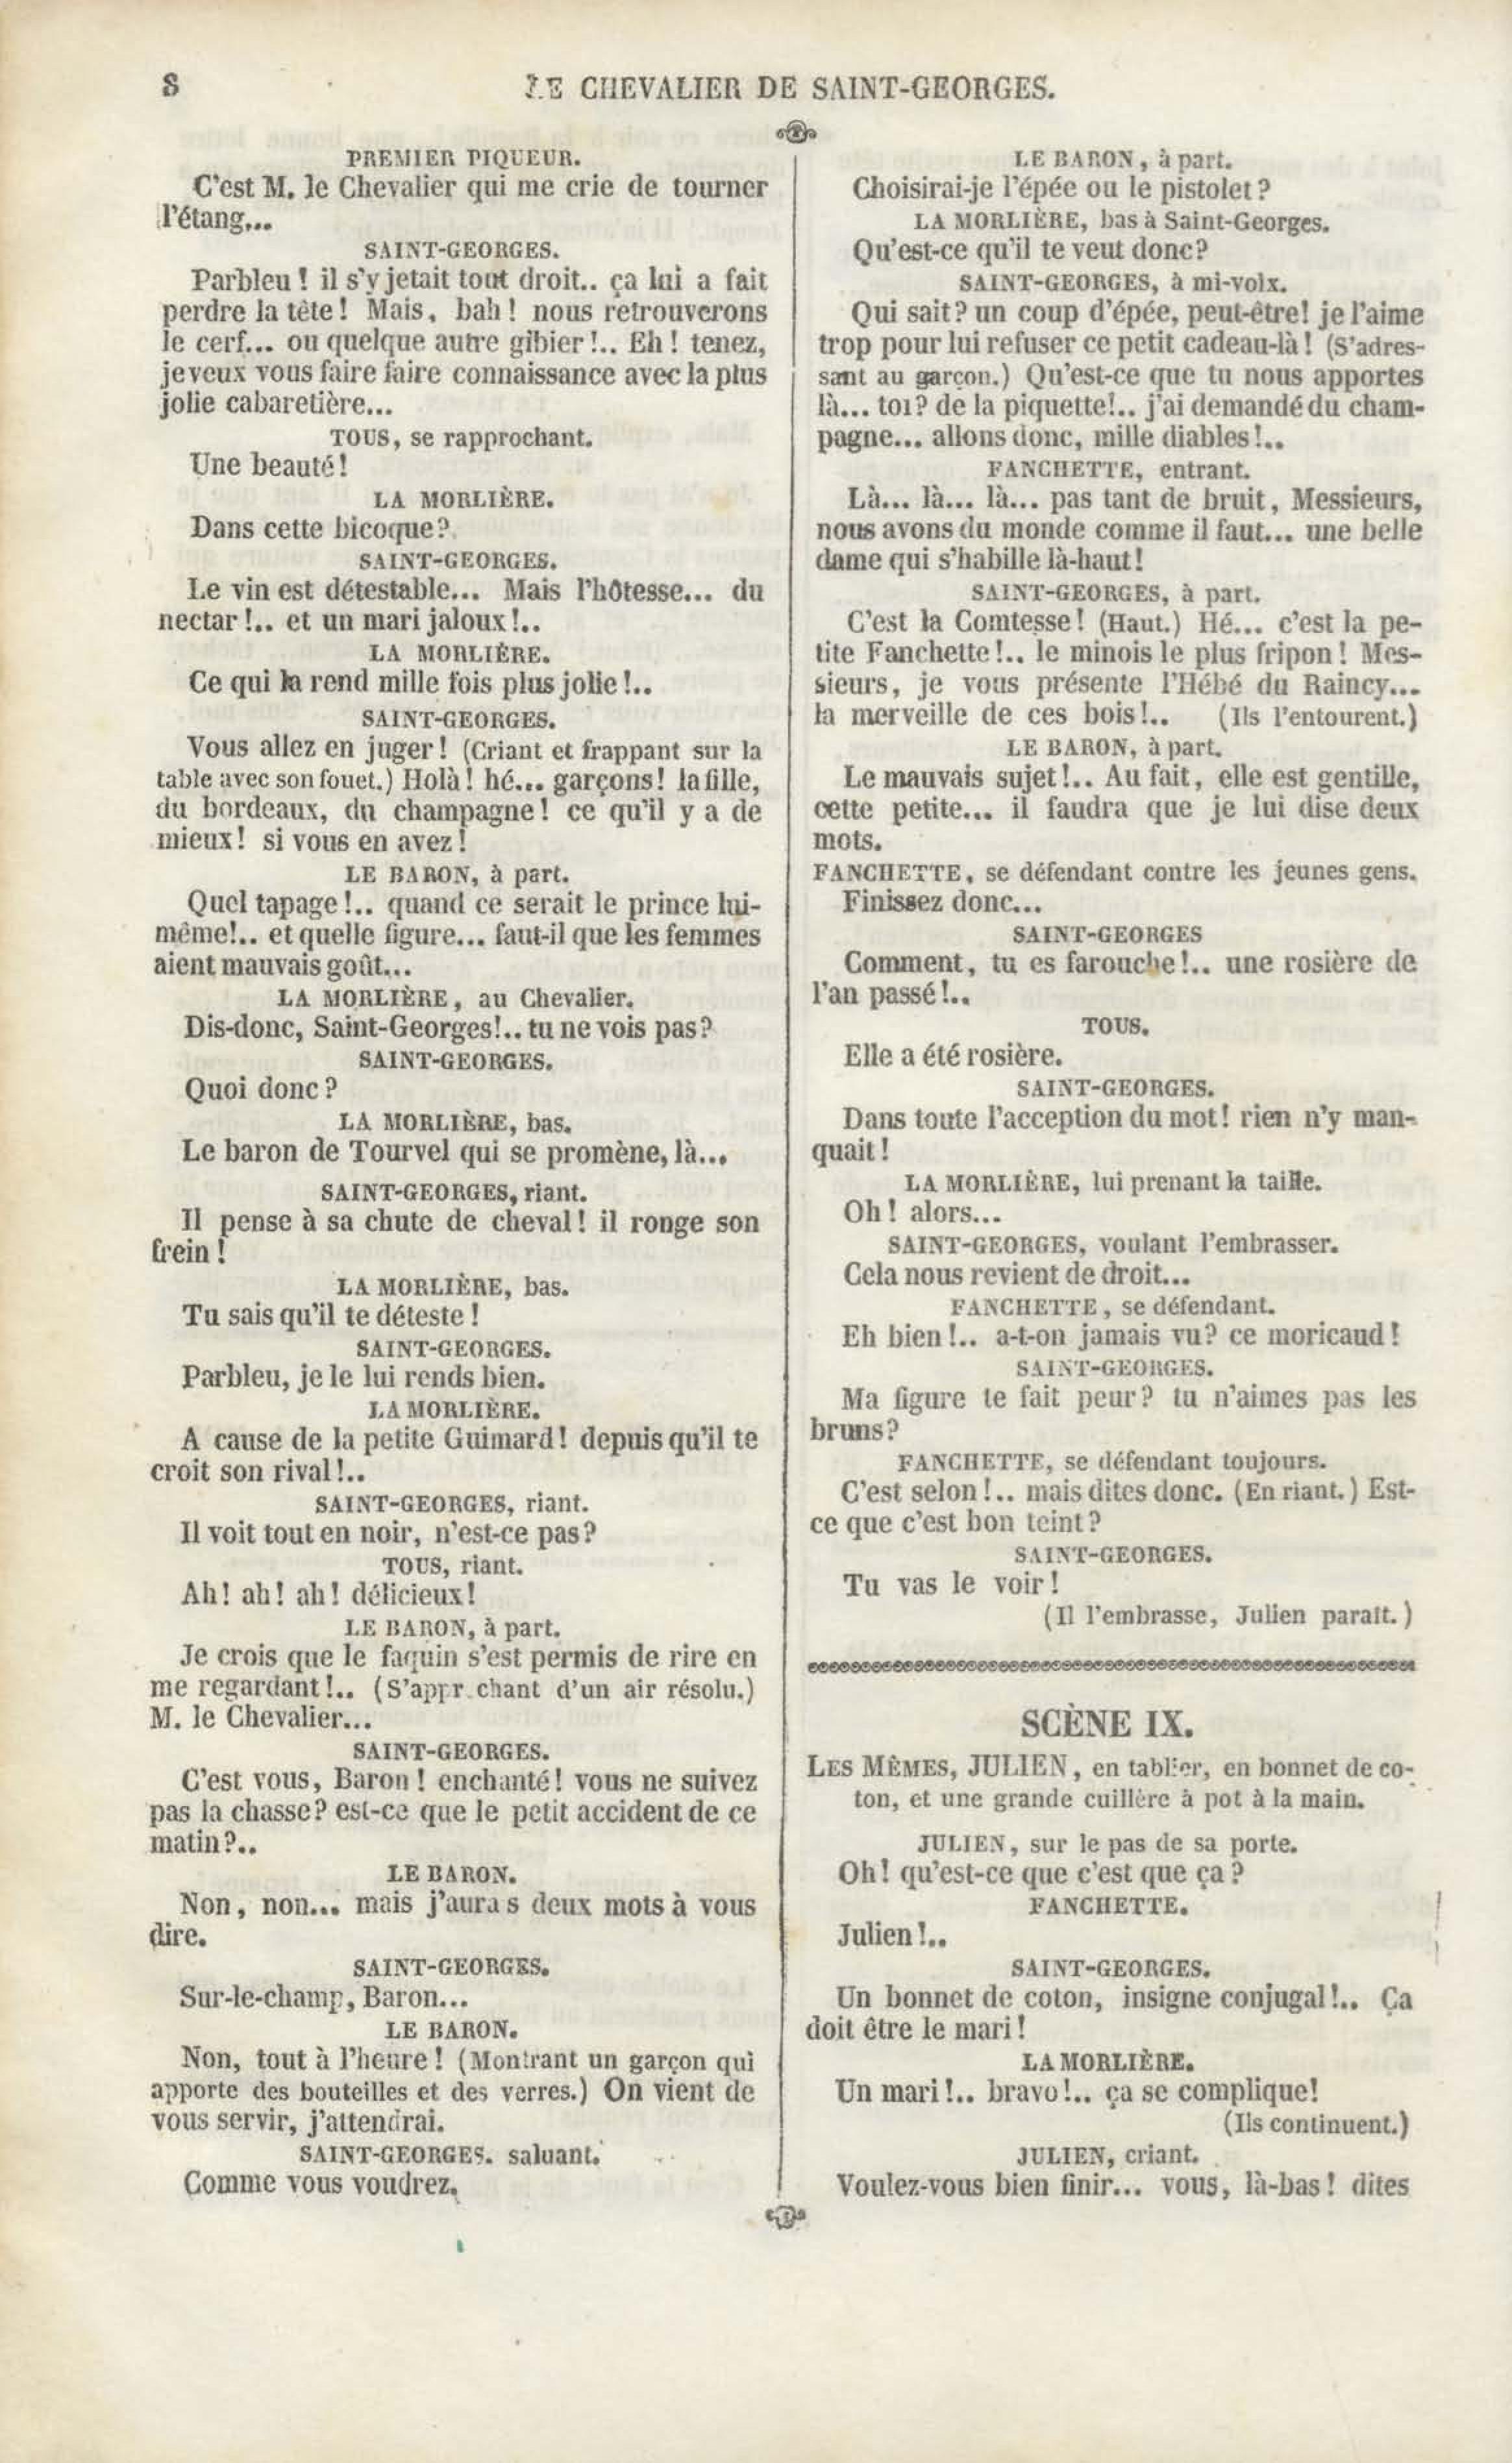 8
LE CHEVALIER DE SAINT-GEORGES.
PREMIER PIQUEUR.
C'est M. le Chevalier qui me crie de tourner
l'étang...
SAINT-GEORGES.
Parbleu ! il s'y jetait tout droit.. ça lui a fait
perdre la tête ! Mais, bah ! nous retrouverons
le cerf... ou quelque autre gibier !.. Eh ! tenez,
je veux vous faire faire connaissance avec la plus
jolie cabaretière...
TOUS, se rapprochant.
Une beauté !
LA MORLIÈRE.
Dans cette bicoque ?
SAINT-GEORGES.
Le vin est détestable... Mais l'hôtesse... du
nectar !.. et un mari jaloux !..
LA MORLIÈRE.
Ce qui la rend mille fois plus jolie !..
SAINT-GEORGES.
Vous allez en juger ! (Criant et frappant sur la
table avec son fouet.) Holà ! hé... garçons ! la fille,
du bordeaux, du champagne ! ce qu'il y a de
mieux ! si vous en avez !
LE BARON, à part.
Quel tapage !.. quand ce serait le prince lui-
même!.. et quelle figure... faut-il que les femmes
aient mauvais goût...
LA MORLIÈRE, au Chevalier.
Dis-donc, Saint-Georges!.. tu ne vois pas ?
SAINT-GEORGES.
Quoi donc ?
LA MORLIÈRE, bas.
Le baron de Tourvel qui se promène, là...
SAINT-GEORGES, riant.
Il pense à sa chute de cheval ! il ronge son
frein !
LA MORLIÈRE, bas.
Tu sais qu'il te déteste !
SAINT-GEORGES.
Parbleu, je le lui rends bien.
LA MORLIÈRE.
A cause de la petite Guimard ! depuis qu'il te
croit son rival !..
SAINT-GEORGES, riant.
Il voit tout en noir, n'est-ce pas ?
TOUS, riant.
Ah ! ah ! ah ! délicieux !
LE BARON, à part.
Je crois que le faquin s'est permis de rire en
me regardant !.. (S'appr chant d'un air résolu.)
M. le Chevalier...
SAINT-GEORGES.
C'est vous, Baron ! enchanté ! vous ne suivez
pas la chasse ? est-ce que le petit accident de ce
matin ?..
LE BARON.
Non, non... mais j'aura s deux mots à vous
dire.
SAINT-GEORGES.
Sur-le-champ, Baron...
LE BARON.
Non, tout à l'heure ! (Montrant un garçon qui
apporte des bouteilles et des verres.) On vient de
vous servir, j'attendrai.
SAINT-GEORGES. saluant.
Comme vous voudrez.
LE BARON, à part.
Choisirai-je l'épée ou le pistolet ?
LA MORLIÈRE, bas à Saint-Georges.
Qu'est-ce qu'il te veut donc ?
SAINT-GEORGES, à mi-voix.
Qui sait ? un coup d'épée, peut-être ! je l'aime
trop pour lui refuser ce petit cadeau-là ! (S'adres-
sant au garçon.) Qu'est-ce que tu nous apportes
là... toi ? de la piquette!.. j'ai demandé du cham-
pagne... allons donc, mille diables !..
FANCHETTE, entrant.
Là... là... là... pas tant de bruit, Messieurs,
nous avons du monde comme il faut... une belle
dame qui s'habille là-haut !
SAINT-GEORGES, à part.
C'est la Comtesse ! (Haut.) Hé... c'est la pe-
tite Fanchette !.. le minois le plus fripon ! Mes-
sieurs, je vous présente l'Hébé du Raincy...
la merveille de ces bois !.. (Ils l'entourent.)
LE BARON, à part.
Le mauvais sujet !.. Au fait, elle est gentille,
cette petite... il faudra que je lui dise deux
mots.
FANCHETTE, se défendant contre les jeunes gens.
Finissez donc...
SAINT-GEORGES
Comment, tu es farouche !.. une rosière de
l'an passé !..
TOUS.
Elle a été rosière.
SAINT-GEORGES.
Dans toute l'acception du mot ! rien n'y man-
quait !
LA MORLIÈRE, lui prenant la taille.
Oh ! alors...
SAINT-GEORGES, voulant l'embrasser.
Cela nous revient de droit...
FANCHETTE, se défendant.
Eh bien !.. a-t-on jamais vu ? ce moricaud !
SAINT-GEORGES.
Ma figure te fait peur ? tu n'aimes pas les
bruns ?
FANCHETTE, se défendant toujours.
C'est selon !.. mais dites donc. (En riant.) Est-
ce que c'est bon teint ?
SAINT-GEORGES.
Tu vas le voir !
(Il l'embrasse, Julien paraît.)
SCÈNE IX.
LES MÊMES, JULIEN, en tablier, en bonnet de co-
ton, et une grande cuillère à pot à la main.
JULIEN, sur le pas de sa porte.
Oh ! qu'est-ce que c'est que ça ?
FANCHETTE.
Julien !..
SAINT-GEORGES.
Un bonnet de coton, insigne conjugal !.. Ça
doit être le mari !
LA MORLIÈRE.
Un mari !.. bravo !.. ça se complique!
(Ils continuent.)
JULIEN, criant.
Voulez-vous bien finir... vous, là-bas ! dites